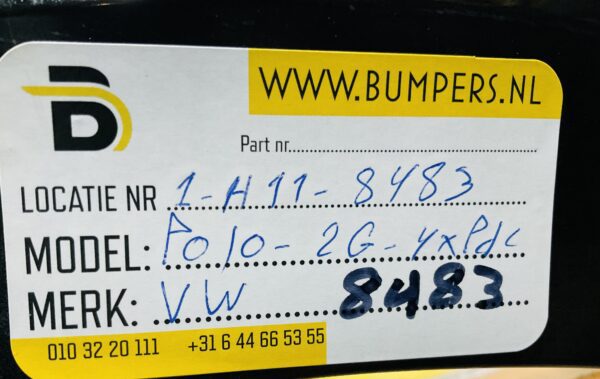 WWW.BUMPERS.NL
Part nr.
LOCATIE NR 1-H11-8483
MODEL: Polo-2G-4xPdc
MERK: VW 8483
010 32 20 111 +31 6 44 66 53 55